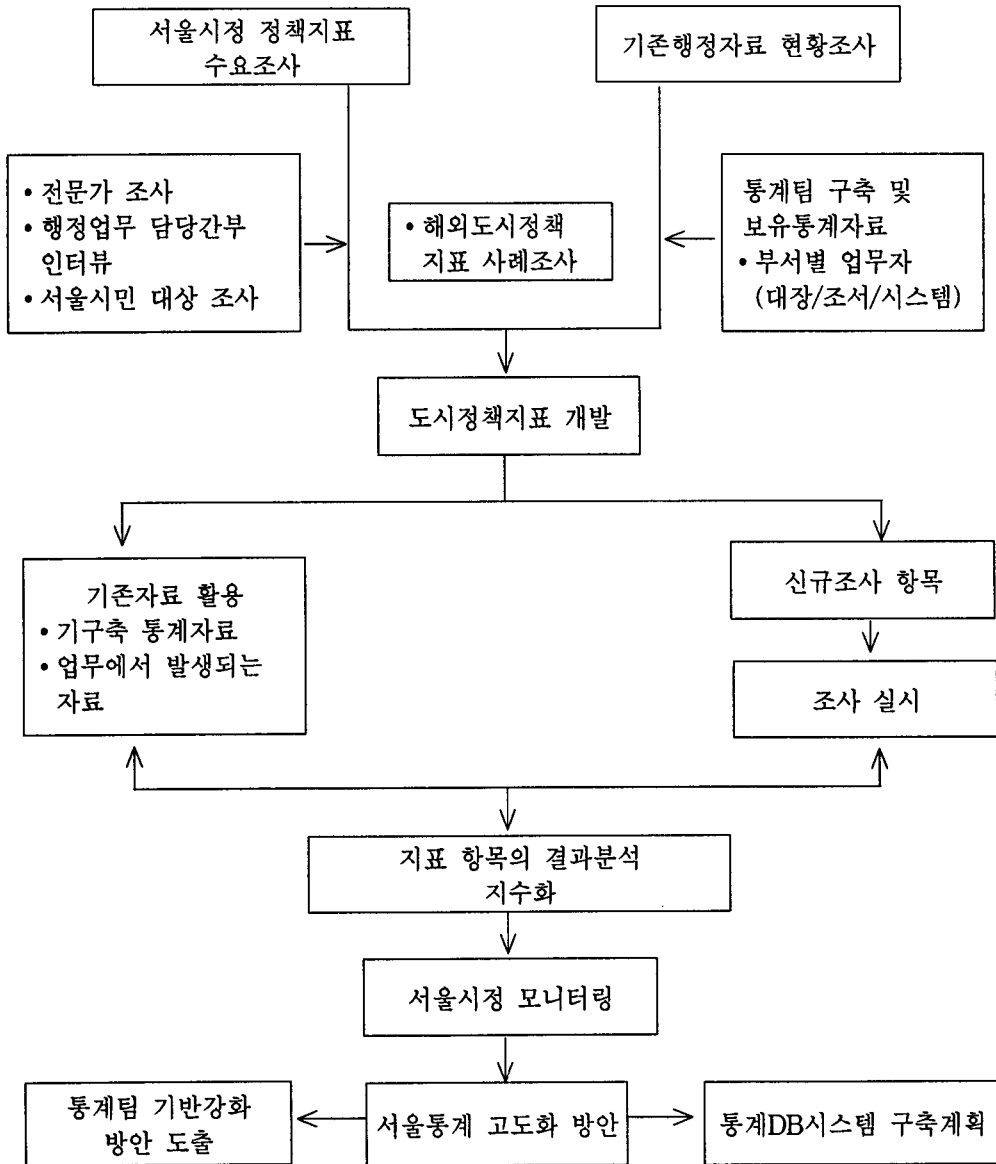 서울시정 정책지표
수요조사
기존행정자료 현황조사
• 전문가 조사
• 행정업무 담당간부
인터뷰
• 서울시민 대상 조사
• 해외도시정책
지표 사례조사
통계팀 구축 및
보유통계자료
• 부서별 업무자
(대장/조서/시스템)
도시정책지표 개발
기존자료 활용
• 기구축 통계자료
• 업무에서 발생되는
자료
신규조사 항목
조사 실시
지표 항목의 결과분석
지수화
서울시정 모니터링
통계팀 기반강화
방안 도출
서울통계 고도화 방안
통계DB시스템 구축계획